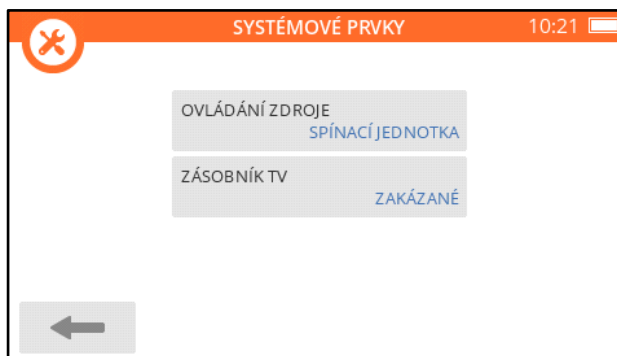 SYSTÉMOVÉ PRVKY 10:21
OVLÁDÁNÍ ZDROJE
SPÍNACÍ JEDNOTKA
ZÁSOBNÍK TV
ZAKÁZANÉ